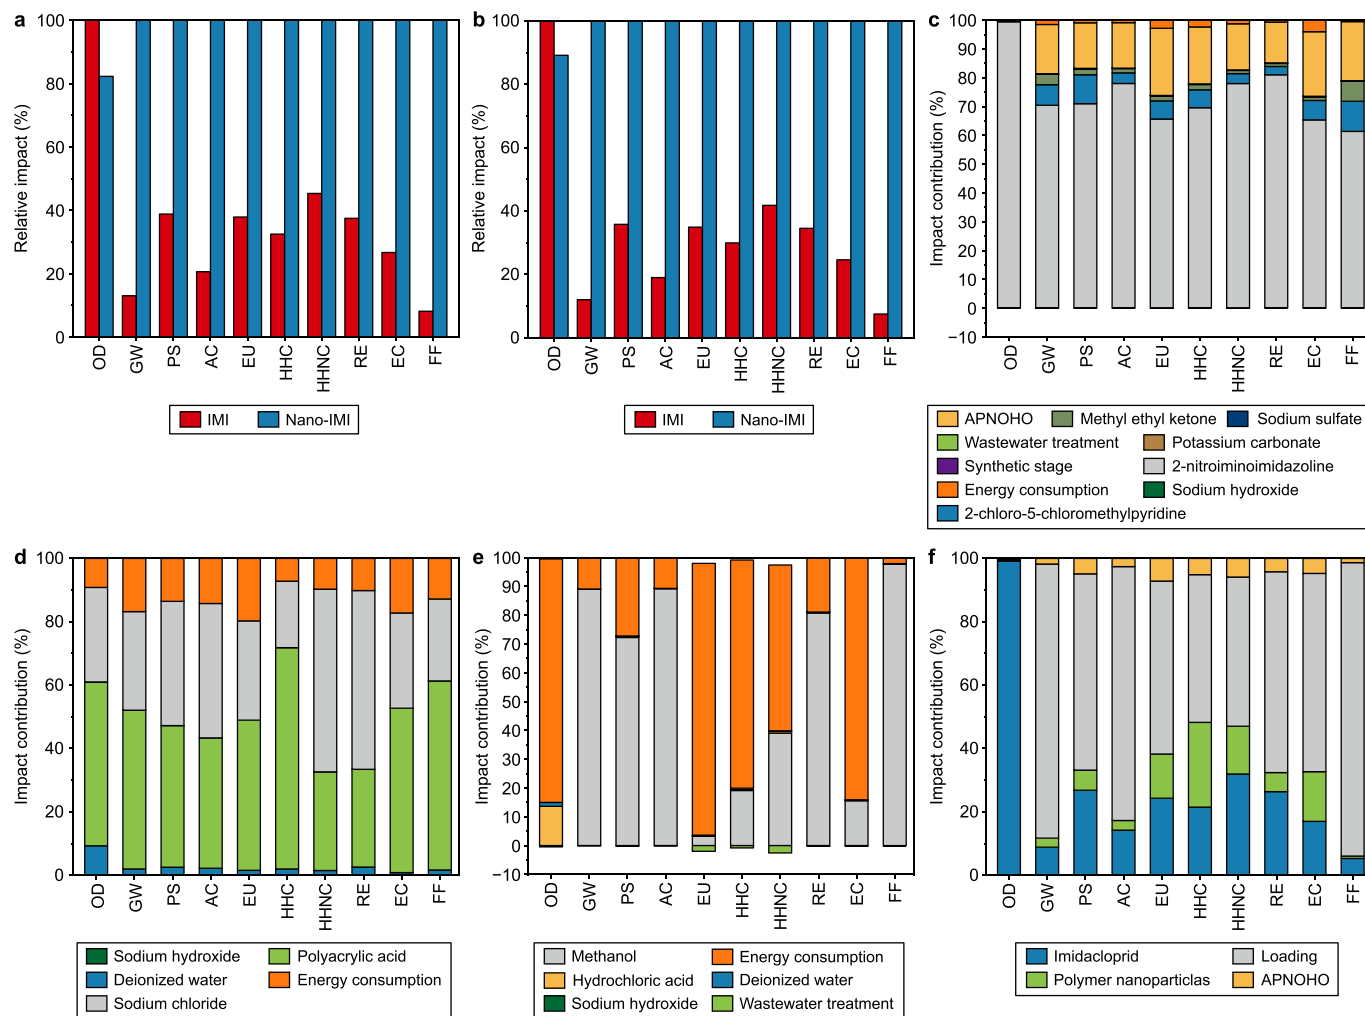 a
Relative impact (%)
100
80
60
40
20
0
OD GW PS AC EU HHC HHNC RE EC FF
IMI Nano-IMI
b
Relative impact (%)
100
80
60
40
20
0
OD GW PS AC EU HHC HHNC RE EC FF
IMI Nano-IMI
c
Impact contribution (%)
100
90
80
70
60
50
40
30
20
10
0
−10
OD GW PS AC EU HHC HHNC RE EC FF
APNOHO Methyl ethyl ketone Sodium sulfate
Wastewater treatment Potassium carbonate
Synthetic stage 2-nitroiminoimidazoline
Energy consumption Sodium hydroxide
2-chloro-5-chloromethylpyridine
d
Impact contribution (%)
100
80
60
40
20
0
OD GW PS AC EU HHC HHNC RE EC FF
Sodium hydroxide Polyacrylic acid
Deionized water Energy consumption
Sodium chloride
e
Impact contribution (%)
100
90
80
70
60
50
40
30
20
10
0
−10
OD GW PS AC EU HHC HHNC RE EC FF
Methanol Energy consumption
Hydrochloric acid Deionized water
Sodium hydroxide Wastewater treatment
f
Impact contribution (%)
100
80
60
40
20
0
OD GW PS AC EU HHC HHNC RE EC FF
Imidacloprid Loading
Polymer nanoparticlas APNOHO